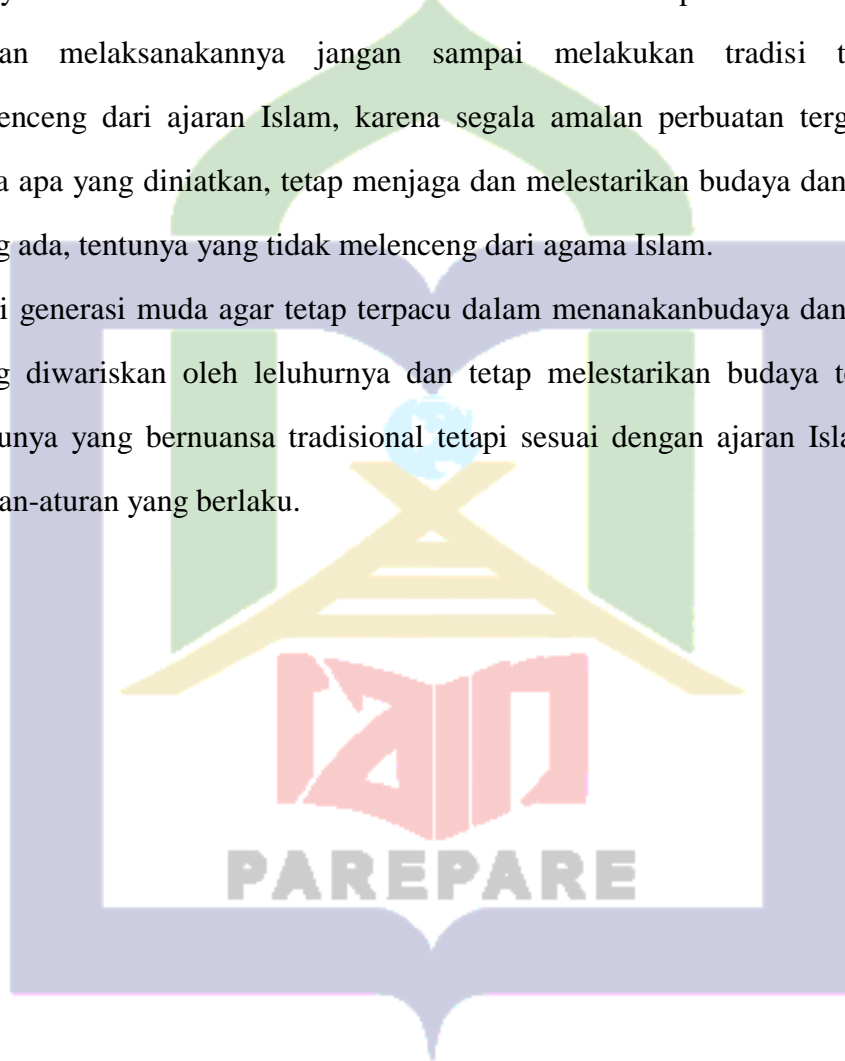 an melaksanakannya jangan sampai melakukan tradisi t
enceng dari ajaran Islam, karena segala amalan perbuatan terg
a apa yang diniatkan, tetap menjaga dan melestarikan budaya dan
g ada, tentunya yang tidak melenceng dari agama Islam.
i generasi muda agar tetap terpacu dalam menanakanbudaya dan
g diwariskan oleh leluhurnya dan tetap melestarikan budaya t
unya yang bernuansa tradisional tetapi sesuai dengan ajaran Isla
an-aturan yang berlaku.
iain
PAREPARE